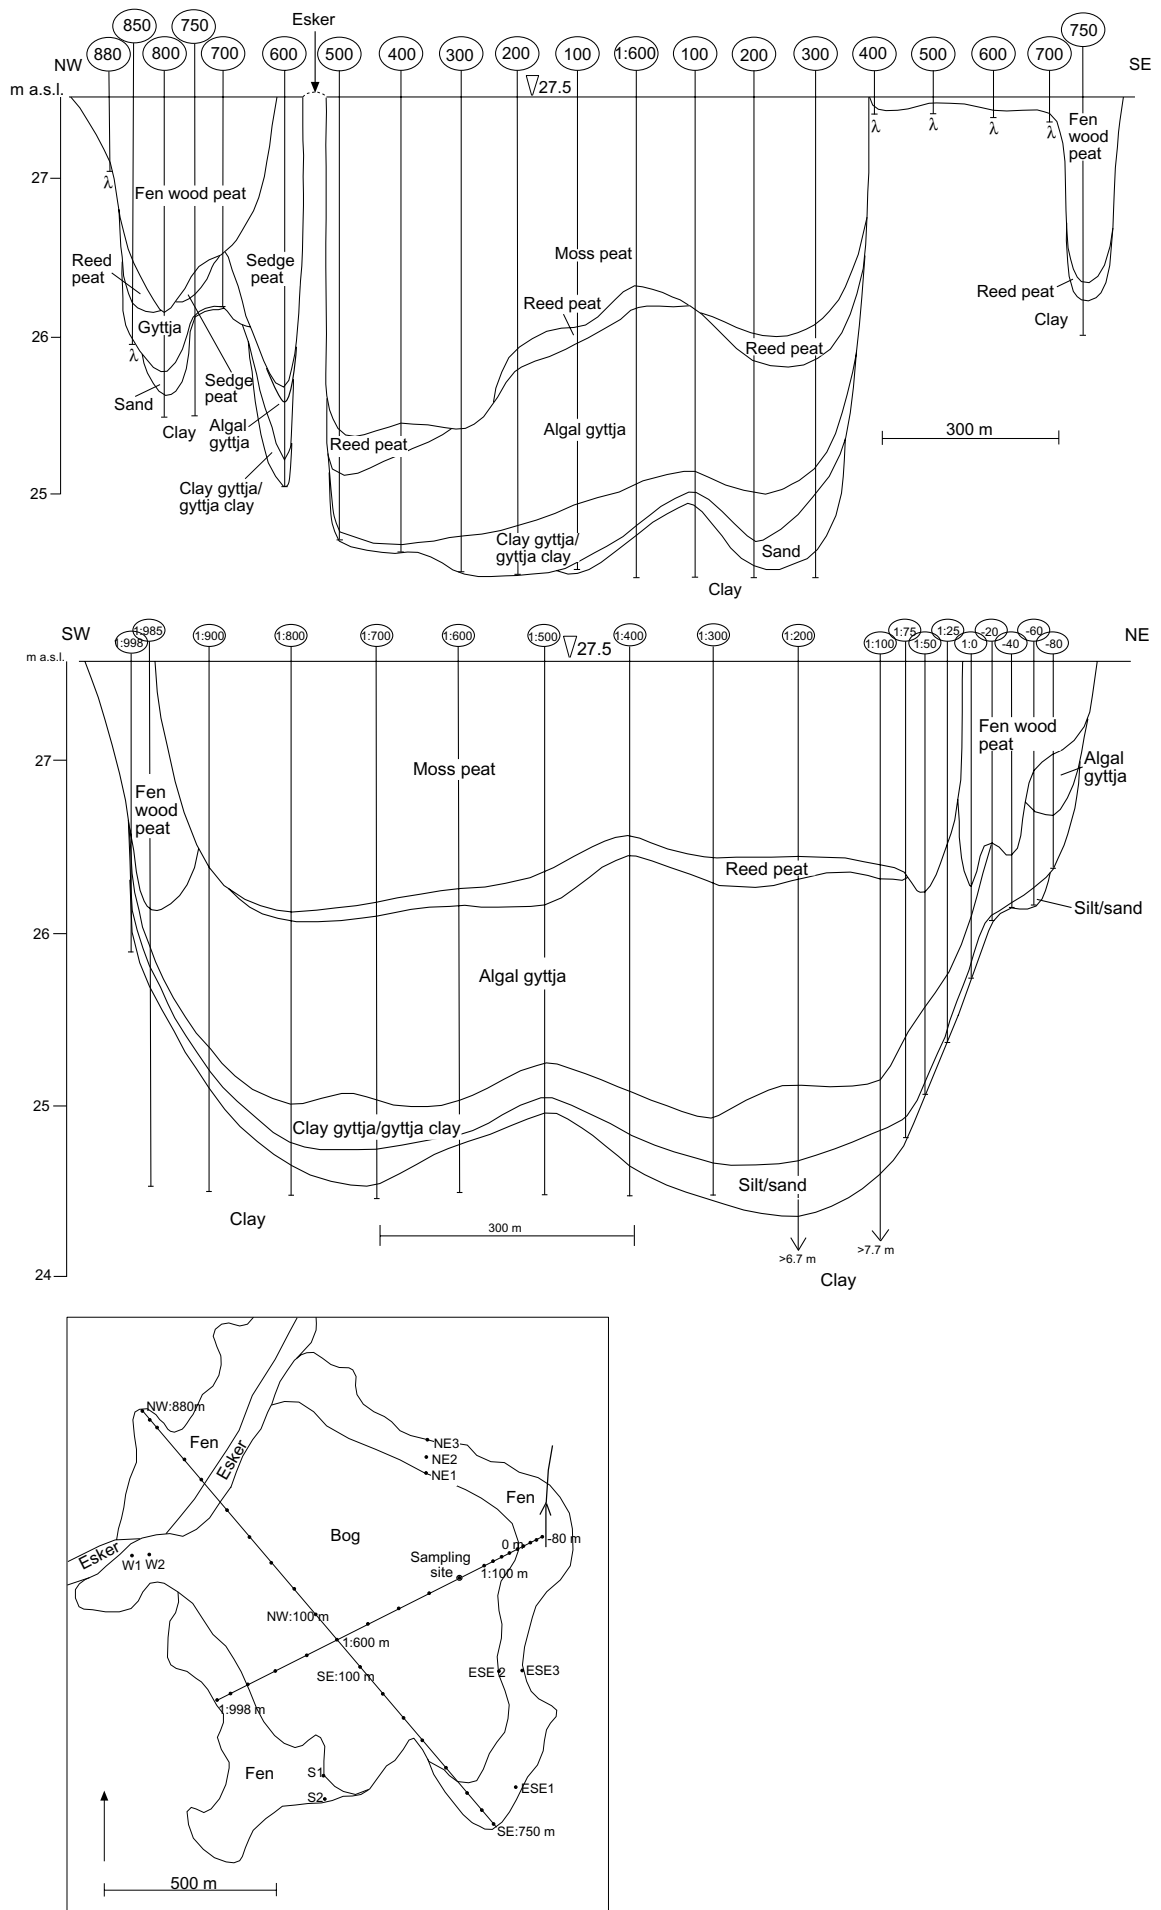 Esker
NW 880 850 800 750 700 600 500 400 300 200 100 1:600 100 200 300 400 500 600 700 750 SE
m a.s.l.
27.5
27
26
25
λ
Fen wood peat
Reed
peat
Gyttja
λ
Sand
Clay
Sedge
peat
Sedge
peat
Algal
gyttja
Clay gyttja/
gyttja clay
Moss peat
Reed peat
Reed peat
Reed peat
Algal gyttja
Clay gyttja/
gyttja clay
Sand
Clay
λ λ λ λ
Fen
wood
peat
Reed peat
Clay
300 m
SW 1:998 1:985 1:900 1:800 1:700 1:600 1:500 1:400 1:300 1:200 1:100 1:75 1:50 1:25 1:0 -20 -40 -60 -80 NE
m a.s.l.
27.5
27
26
25
24
Fen
wood
peat
Moss peat
Reed peat
Fen wood
peat
Algal
gyttja
Silt/sand
Algal gyttja
Clay gyttja/gyttja clay
Silt/sand
Clay
300 m
>6.7 m
>7.7 m
Clay
NW:880m
Fen
Esker
NE3
NE2
NE1
Fen
Bog
Esker
W1 W2
0 m
-80 m
Sampling
site
1:100 m
NW:100 m
1:600 m
SE:100 m
ESE 2
ESE3
1:998 m
Fen
S1
S2
ESE1
SE:750 m
500 m